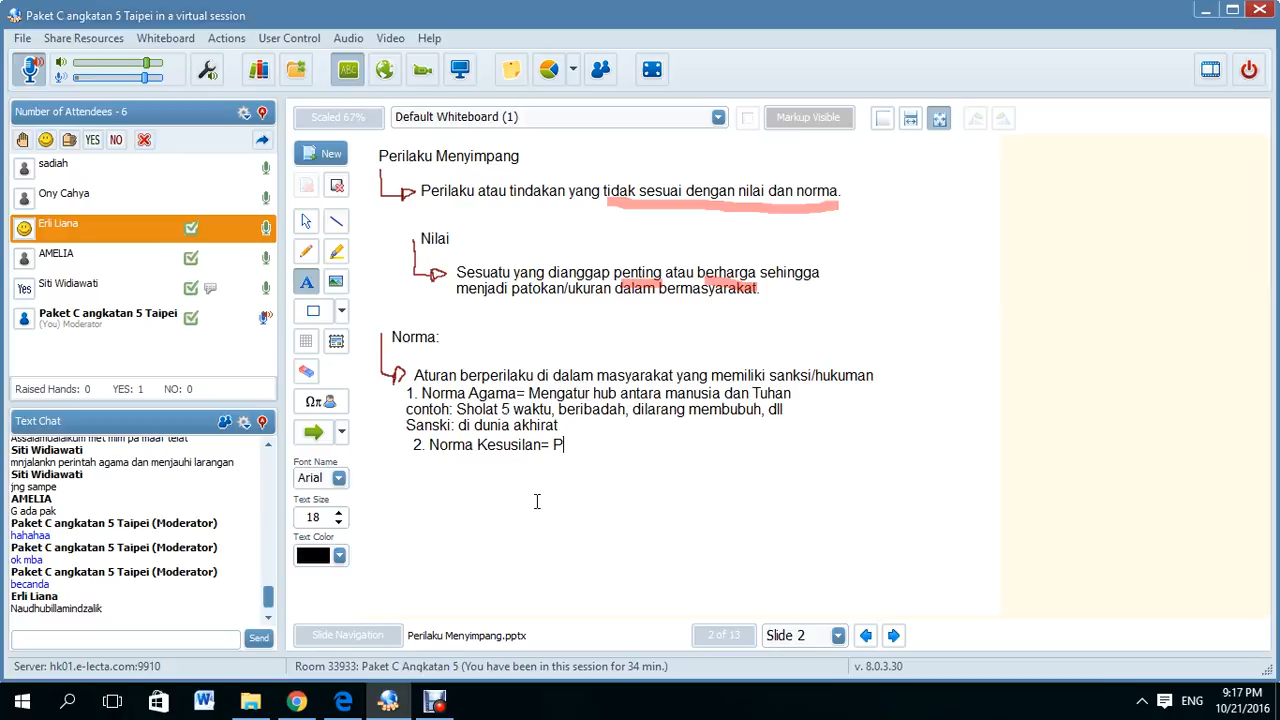 Paket C angkatan 5 Taipei in a virtual session
File Share Resources Whiteboard Actions User Control Audio Video Help
Number of Attendees - 6
YES NO
sadiah
Ony Cahya
Erli Liana
AMELIA
Yes Siti Widiawati
Paket C angkatan 5 Taipei
(You) Moderator
Raised Hands: 0 YES: 1 NO: 0
Text Chat
Assalamualaikum met mlm pa maaf telat
Siti Widiawati
mnjalankn perintah agama dan menjauhi larangan
Siti Widiawati
jng sampe
AMELIA
G ada pak
Paket C angkatan 5 Taipei (Moderator)
hahahaa
Paket C angkatan 5 Taipei (Moderator)
ok mba
Paket C angkatan 5 Taipei (Moderator)
becanda
Erli Liana
Naudhubillamindzalik
Send
Scaled 67% Default Whiteboard (1) Markup Visible
New
A
Ωπ
Font Name
Arial
Text Size
18
Text Color
Perilaku Menyimpang
Perilaku atau tindakan yang tidak sesuai dengan nilai dan norma.
Nilai
Sesuatu yang dianggap penting atau berharga sehingga
menjadi patokan/ukuran dalam bermasyarakat.
Norma:
Aturan berperilaku di dalam masyarakat yang memiliki sanksi/hukuman
1. Norma Agama= Mengatur hub antara manusia dan Tuhan
contoh: Sholat 5 waktu, beribadah, dilarang membubuh, dll
Sanski: di dunia akhirat
2. Norma Kesusilan= P
Slide Navigation Perilaku Menyimpang.pptx 2 of 13 Slide 2
Server: hk01.e-lecta.com:9910 Room 33933: Paket C Angkatan 5 (You have been in this session for 34 min.) v. 8.0.3.30
ENG
9:17 PM
10/21/2016